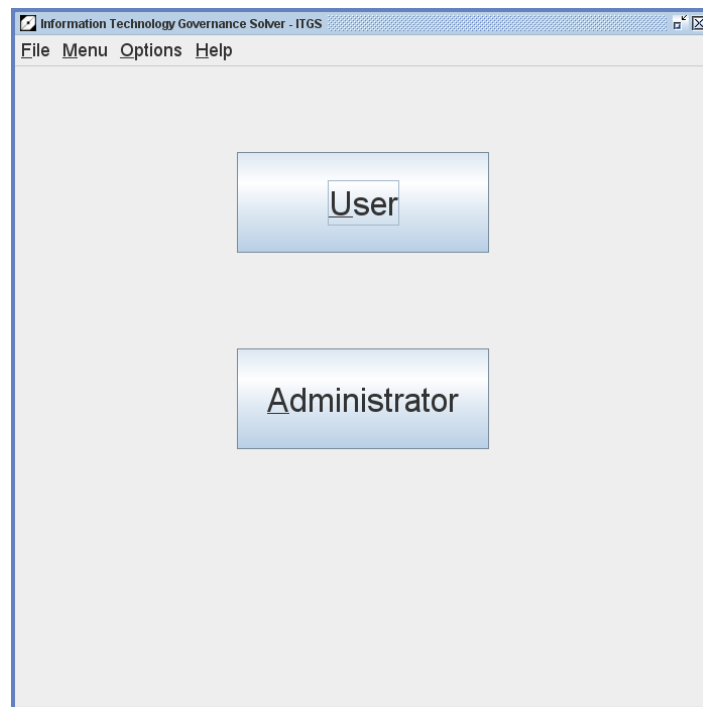 Information Technology Governance Solver - ITGS
File Menu Options Help
User
Administrator